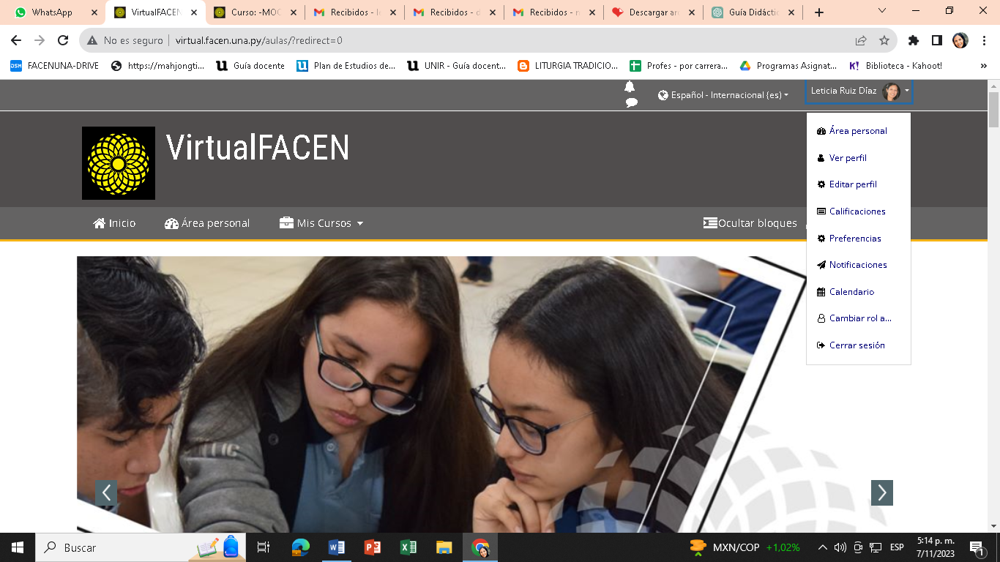 WhatsApp
VirtualFACEN
Curso: -MOO
Recibidos - l
Recibidos - d
Recibidos - n
Descargar arc
Guía Didáctic
No es seguro | virtual.facen.una.py/aulas/?redirect=0
DSM FACENUNA-DRIVE
https://mahjongti...
Guía docente
Plan de Estudios de...
UNIR - Guía docent...
LITURGIA TRADICIO...
Profes - por carrera...
Programas Asignat...
K! Biblioteca - Kahoot!
»
Español - Internacional (es)
Leticia Ruiz Díaz
VirtualFACEN
Inicio
Área personal
Mis Cursos
Ocultar bloques
Área personal
Ver perfil
Editar perfil
Calificaciones
Preferencias
Notificaciones
Calendario
Cambiar rol a...
Cerrar sesión
Buscar
MXN/COP +1,02%
ESP
5:14 p. m.
7/11/2023
1